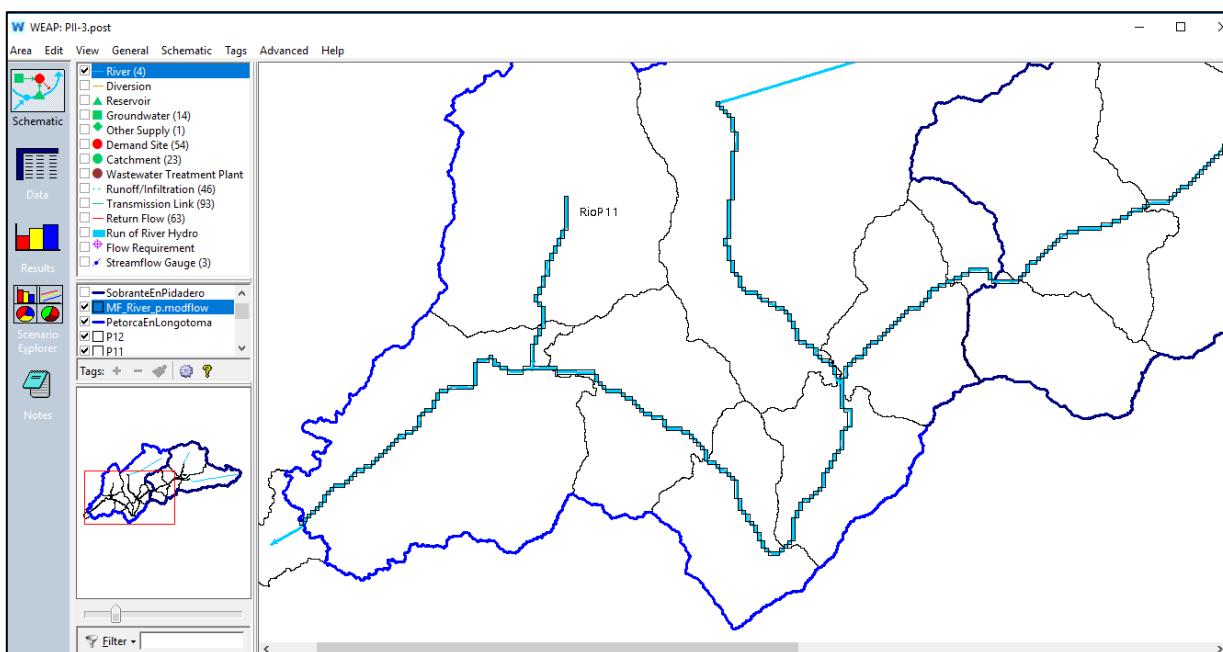 WEAP: PII-3.post
Area Edit View General Schematic Tags Advanced Help
Schematic
Data
Results
Scenario
Explorer
Notes
River (4)
Diversion
Reservoir
Groundwater (14)
Other Supply (1)
Demand Site (54)
Catchment (23)
Wastewater Treatment Plant
Runoff/Infiltration (46)
Transmission Link (93)
Return Flow (63)
Run of River Hydro
Flow Requirement
Streamflow Gauge (3)
SobranteEnPidadero
MF_River_p.modflow
PetorcaEnLongotoma
P12
P11
Tags:
Filter
RioP11